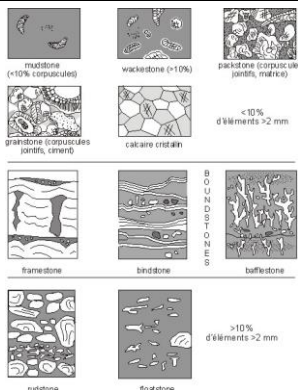 mudstone
(<10% corpuscules)
wackestone (>10%)
packstone (corpuscules
jointifs, matrice)
grainstone (corpuscules
jointifs, ciment)
calcaire cristallin
<10%
d'éléments >2 mm
BOUNDSTONES
framestone
bindstone
bafflestone
rudstone
floatstone
>10%
d'éléments >2 mm